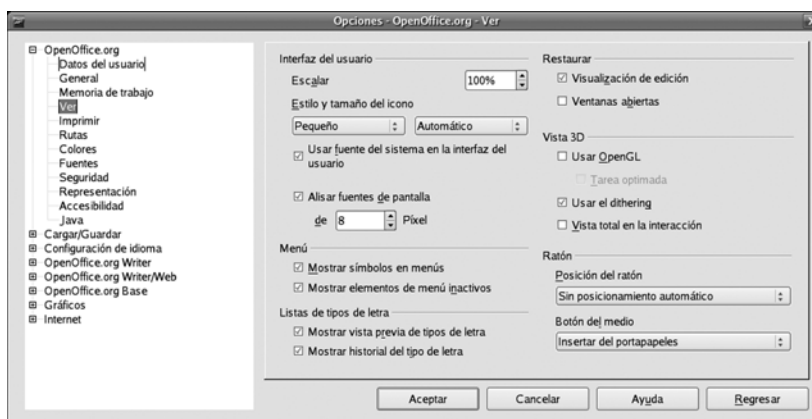 Opciones - OpenOffice.org - Ver
OpenOffice.org
Datos del usuario
General
Memoria de trabajo
Ver
Imprimir
Rutas
Colores
Fuentes
Seguridad
Representación
Accesibilidad
Java
Cargar/Guardar
Configuración de idioma
OpenOffice.org Writer
OpenOffice.org Writer/Web
OpenOffice.org Base
Gráficos
Internet
Interfaz del usuario
Escalar 100%
Estilo y tamaño del icono
Pequeño Automático
Usar fuente del sistema en la interfaz del
usuario
Alisar fuentes de pantalla
de 8 Píxel
Menú
Mostrar símbolos en menús
Mostrar elementos de menú inactivos
Listas de tipos de letra
Mostrar vista previa de tipos de letra
Mostrar historial del tipo de letra
Restaurar
Visualización de edición
Ventanas abiertas
Vista 3D
Usar OpenGL
Tarea optimada
Usar el dithering
Vista total en la interacción
Ratón
Posición del ratón
Sin posicionamiento automático
Botón del medio
Insertar del portapapeles
Aceptar Cancelar Ayuda Regresar